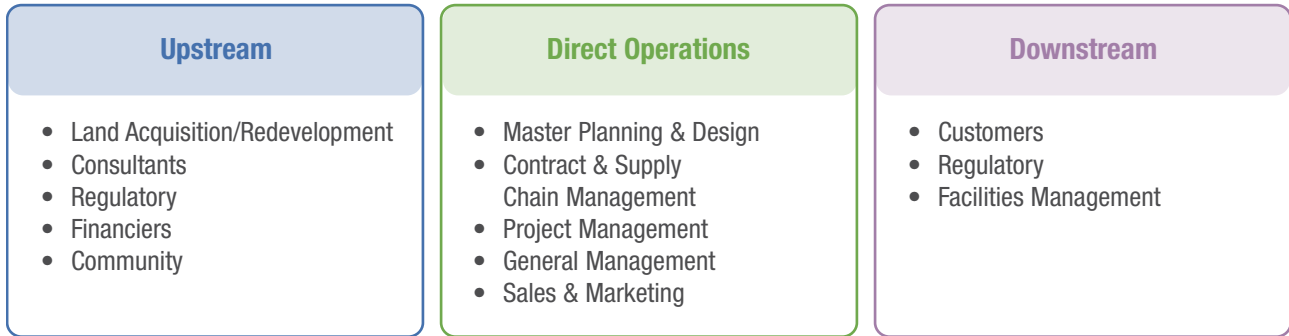 Upstream
• Land Acquisition/Redevelopment
• Consultants
• Regulatory
• Financiers
• Community
Direct Operations
• Master Planning & Design
• Contract & Supply
Chain Management
• Project Management
• General Management
• Sales & Marketing
Downstream
• Customers
• Regulatory
• Facilities Management